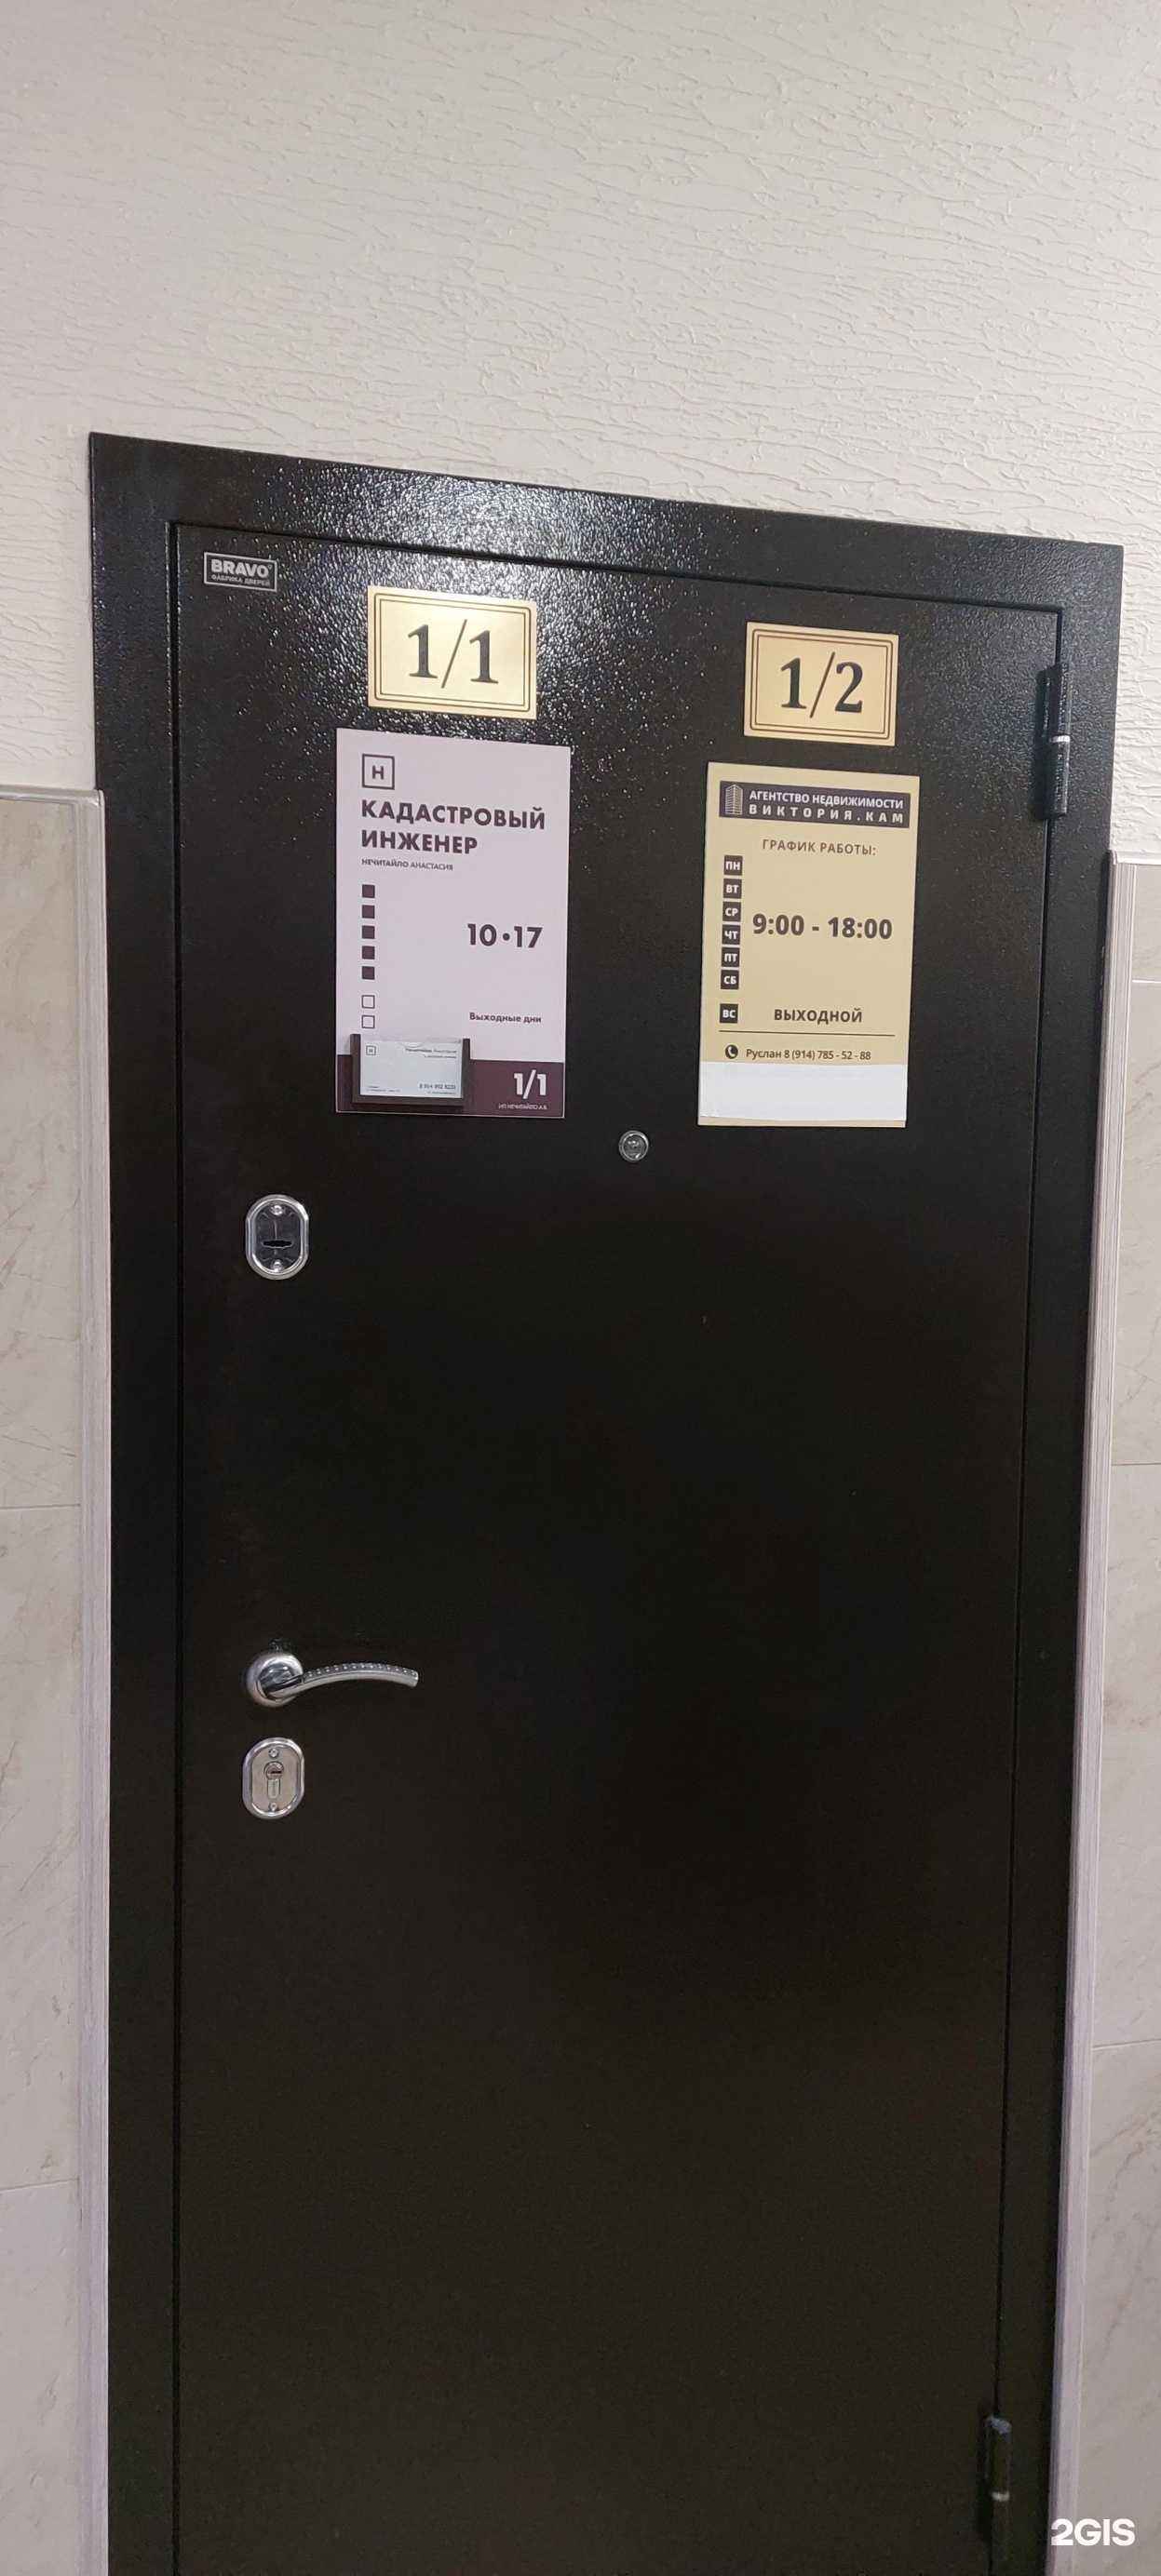 BRAVO
ФАБРИКА ДВЕРЕЙ
1/1
Н
КАДАСТРОВЫЙ
ИНЖЕНЕР
НЕЧИТАЙЛО АНАСТАСИЯ
10•17
Выходные дни
Н
1/1
ИП НЕЧИТАЙЛО А.В.
1/2
АГЕНТСТВО НЕДВИЖИМОСТИ
ВИКТОРИЯ.КАМ
ГРАФИК РАБОТЫ:
ПН
ВТ
СР
ЧТ
ПТ
СБ
9:00 - 18:00
ВС ВЫХОДНОЙ
Руслан 8 (914) 785 - 52 - 88
2GIS